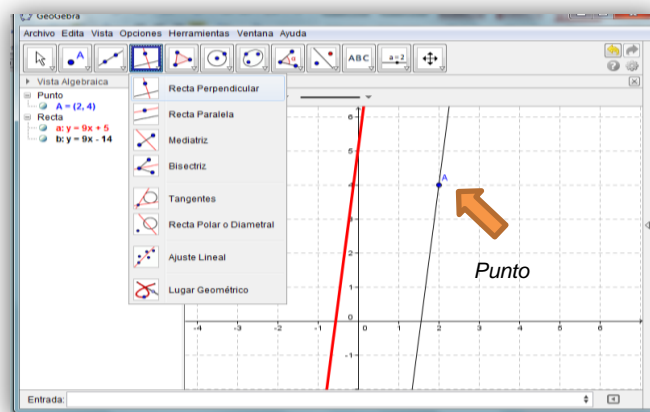 GeoGebra
Archivo Edita Vista Opciones Herramientas Ventana Ayuda
A
ABC
a=2
Vista Algebraica
Punto
A = (2, 4)
Recta
a: y = 9x + 5
b: y = 9x - 14
Recta Perpendicular
Recta Paralela
Mediatriz
Bisectriz
Tangentes
Recta Polar o Diametral
Ajuste Lineal
Lugar Geométrico
6
5
4
3
2
1
0
-1
-4 -3 -2 -1 0 1 2 3 4 5 6
A
Punto
Entrada: